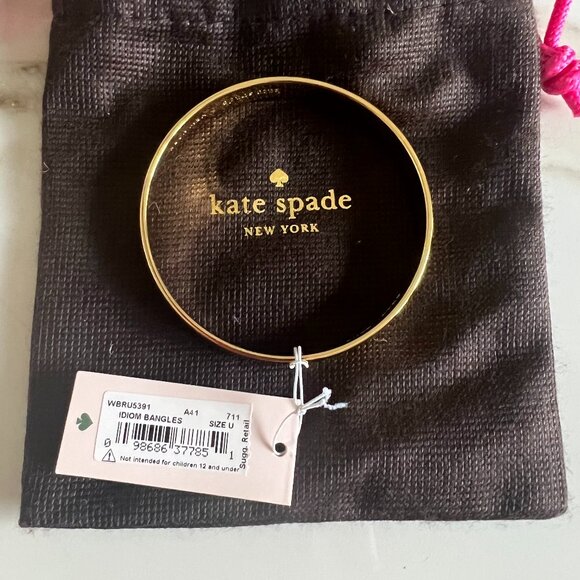 kate spade
NEW YORK
WBRU5391 A41 711
IDIOM BANGLES SIZE U
0 98686 37785 1
Not intended for children 12 and under
Sugg. Retail